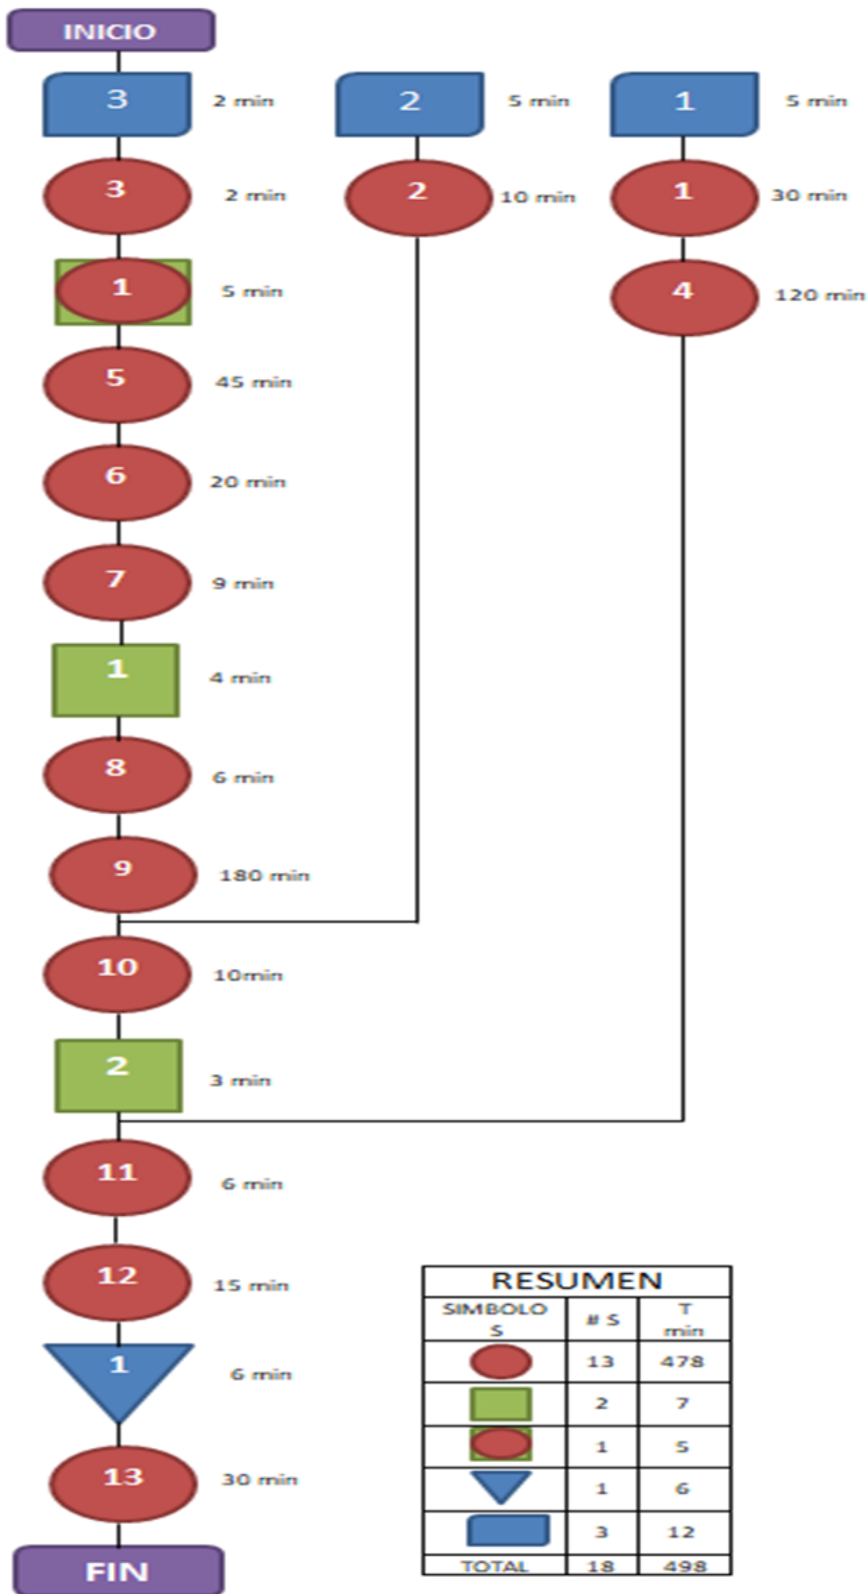 INICIO
3 2 min 2 5 min 1 5 min
3 2 min 2 10 min 1 30 min
1 5 min 4 120 min
5 45 min
6 20 min
7 9 min
1 4 min
8 6 min
9 180 min
10 10min
2 3 min
11 6 min
12 15 min
1 6 min
13 30 min
FIN
RESUMEN
SIMBOLO # S T
S min
13 478
2 7
1 5
1 6
3 12
TOTAL 18 498